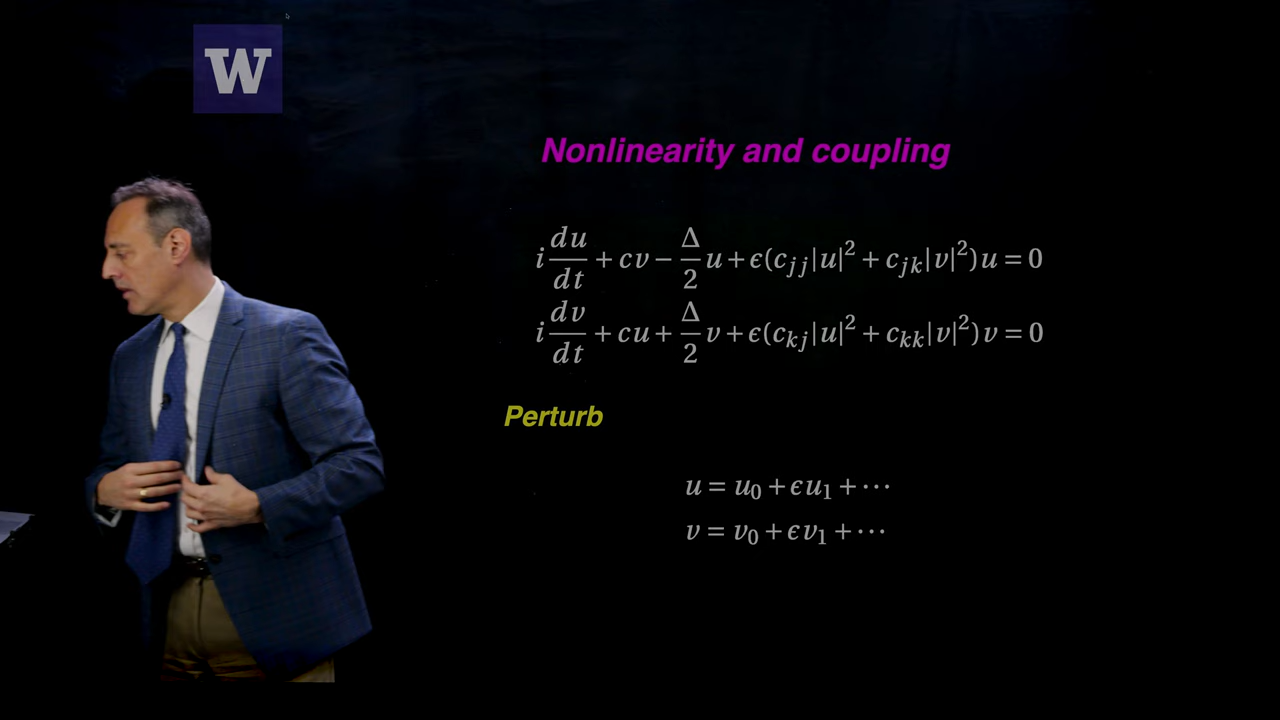 W
Nonlinearity and coupling
i du/dt + cv − Δ/2 u + ϵ(c_jj|u|² + c_jk|v|²)u = 0
i dv/dt + cu + Δ/2 v + ϵ(c_kj|u|² + c_kk|v|²)v = 0
Perturb
u = u₀ + ϵu₁ + ⋯
v = v₀ + ϵv₁ + ⋯